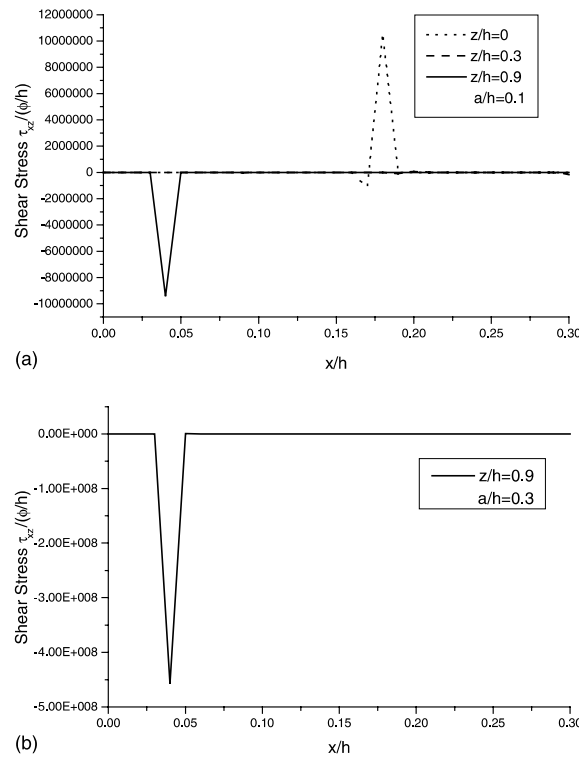 z/h=0
z/h=0.3
z/h=0.9
a/h=0.1
Shear Stress τxz/(ϕ/h)
12000000
10000000
8000000
6000000
4000000
2000000
0
-2000000
-4000000
-6000000
-8000000
-10000000
0.00 0.05 0.10 0.15 0.20 0.25 0.30
x/h
(a)
z/h=0.9
a/h=0.3
Shear Stress τxz/(ϕ/h)
0.00E+000
-1.00E+008
-2.00E+008
-3.00E+008
-4.00E+008
-5.00E+008
0.00 0.05 0.10 0.15 0.20 0.25 0.30
x/h
(b)